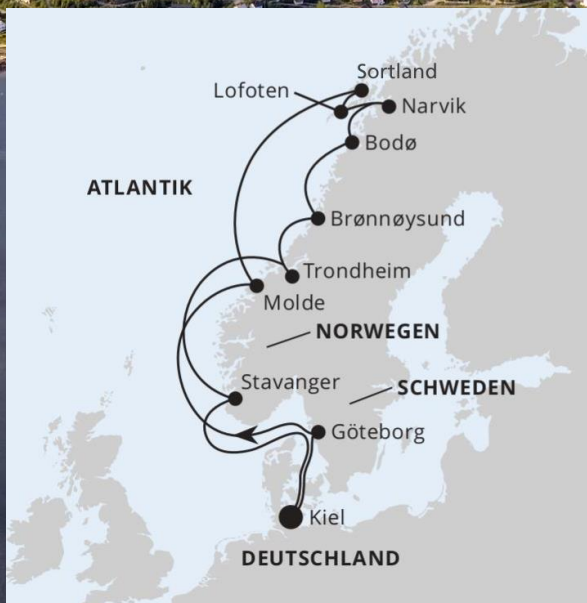 Sortland
Lofoten
Narvik
Bodø
ATLANTIK
Brønnøysund
Trondheim
Molde
NORWEGEN
Stavanger
SCHWEDEN
Göteborg
Kiel
DEUTSCHLAND